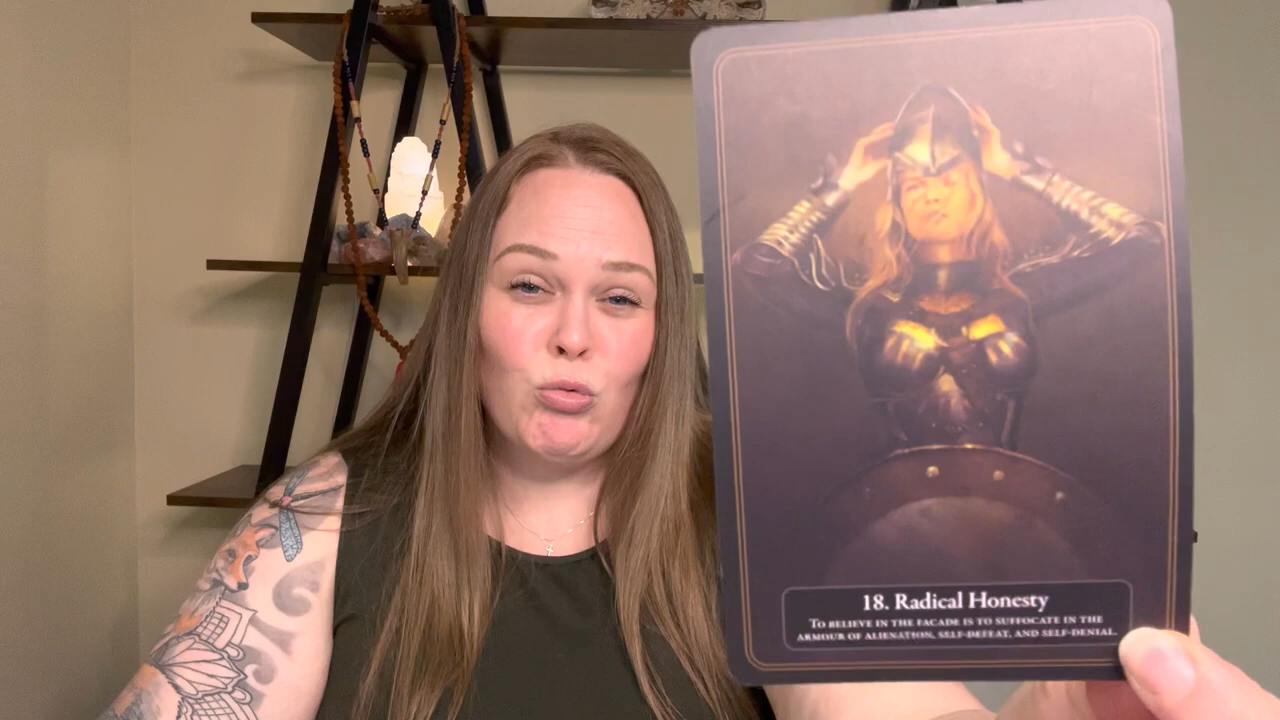 18. Radical Honesty
To believe in the facade is to suffocate in the
armour of alienation, self-defeat, and self-denial.